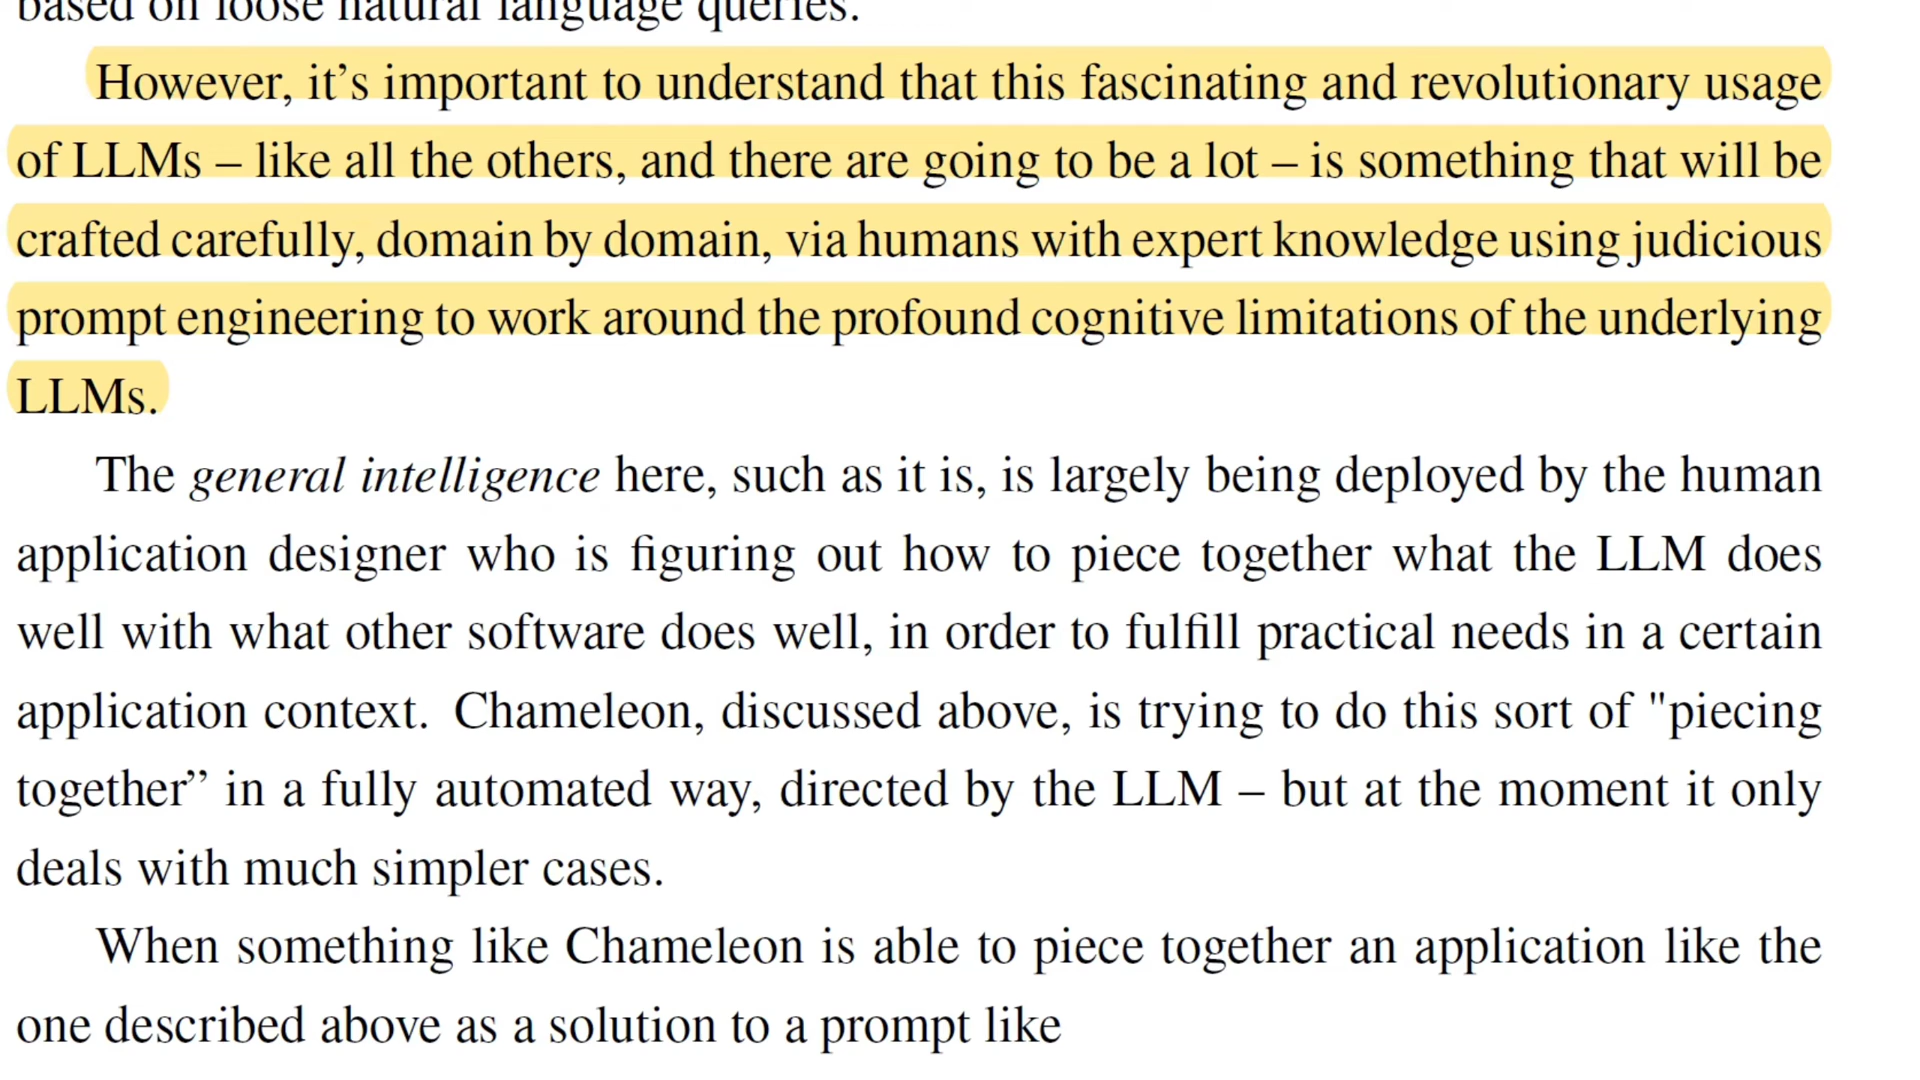 based on loose natural language queries.
However, it’s important to understand that this fascinating and revolutionary usage
of LLMs – like all the others, and there are going to be a lot – is something that will be
crafted carefully, domain by domain, via humans with expert knowledge using judicious
prompt engineering to work around the profound cognitive limitations of the underlying
LLMs.
The general intelligence here, such as it is, is largely being deployed by the human
application designer who is figuring out how to piece together what the LLM does
well with what other software does well, in order to fulfill practical needs in a certain
application context. Chameleon, discussed above, is trying to do this sort of "piecing
together” in a fully automated way, directed by the LLM – but at the moment it only
deals with much simpler cases.
When something like Chameleon is able to piece together an application like the
one described above as a solution to a prompt like